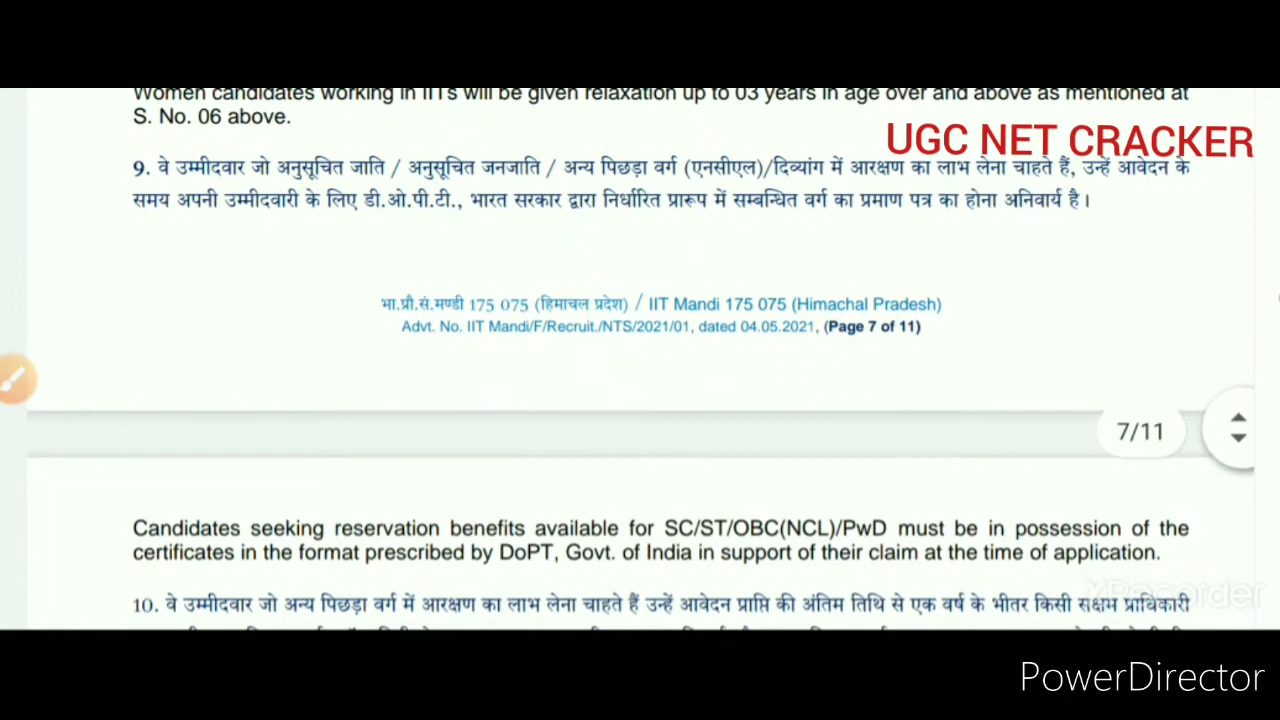 Women candidates working in IITs will be given relaxation up to 03 years in age over and above as mentioned at
S. No. 06 above.
UGC NET CRACKER
9. वे उम्मीदवार जो अनुसूचित जाति / अनुसूचित जनजाति / अन्य पिछड़ा वर्ग (एनसीएल)/दिव्यांग में आरक्षण का लाभ लेना चाहते हैं, उन्हें आवेदन के
समय अपनी उम्मीदवारी के लिए डी.ओ.पी.टी., भारत सरकार द्वारा निर्धारित प्रारूप में सम्बन्धित वर्ग का प्रमाण पत्र का होना अनिवार्य है।
भा.प्रौ.सं.मण्डी 175 075 (हिमाचल प्रदेश) / IIT Mandi 175 075 (Himachal Pradesh)
Advt. No. IIT Mandi/F/Recruit./NTS/2021/01, dated 04.05.2021, (Page 7 of 11)
7/11
Candidates seeking reservation benefits available for SC/ST/OBC(NCL)/PwD must be in possession of the
certificates in the format prescribed by DoPT, Govt. of India in support of their claim at the time of application.
XRecorder
10. वे उम्मीदवार जो अन्य पिछड़ा वर्ग में आरक्षण का लाभ लेना चाहते हैं उन्हें आवेदन प्राप्ति की अंतिम तिथि से एक वर्ष के भीतर किसी सक्षम प्राधिकारी
PowerDirector